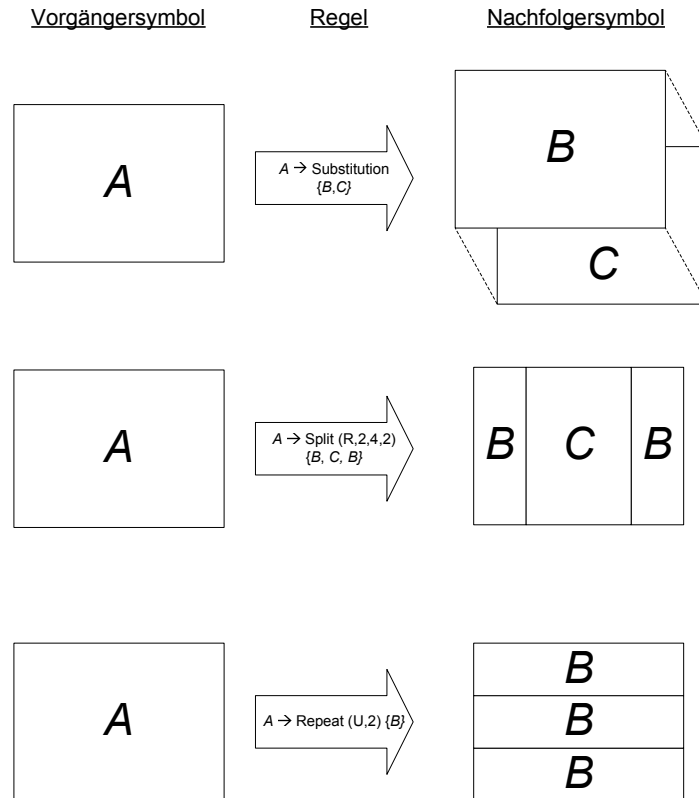 Vorgängersymbol Regel Nachfolgersymbol
A
A → Substitution
{B,C}
B
C
A
A → Split (R,2,4,2)
{B, C, B}
B C B
A
A → Repeat (U,2) {B}
B
B
B